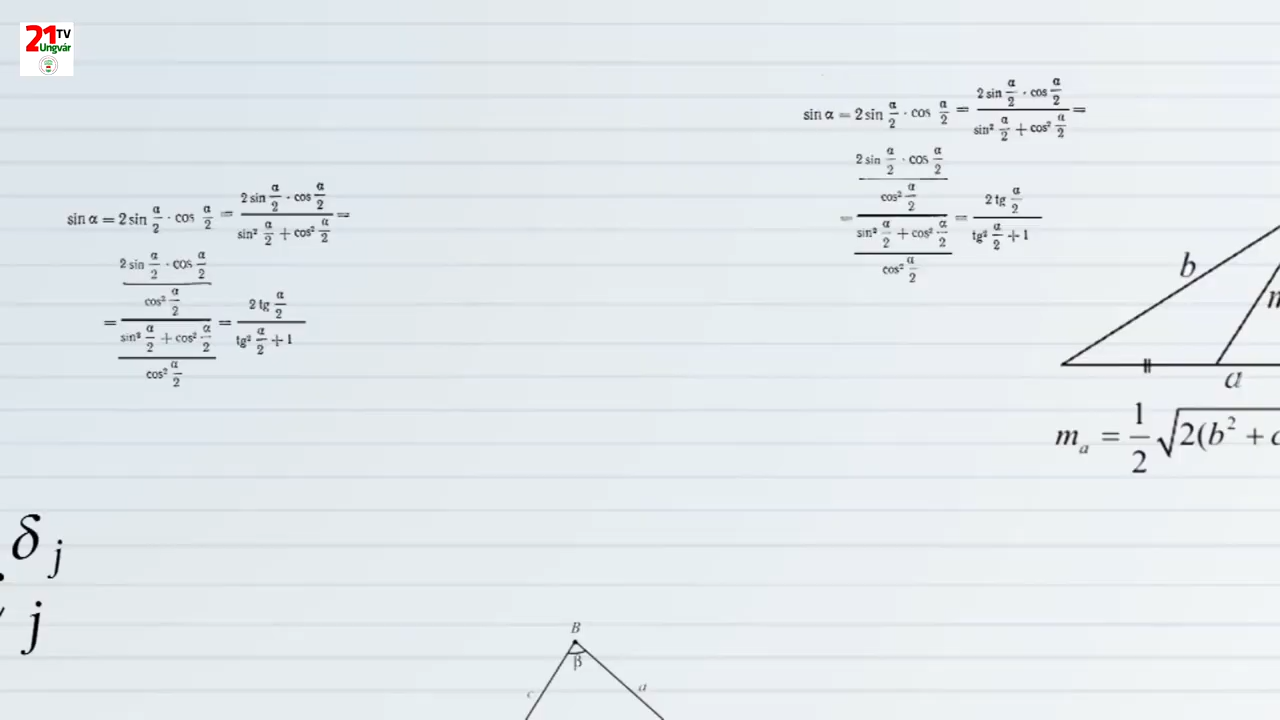 21 TV
Ungvár
sin α = 2 sin α/2 · cos α/2 = (2 sin α/2 · cos α/2) / (sin² α/2 + cos² α/2) =
= ((2 sin α/2 · cos α/2) / (cos² α/2)) / ((sin² α/2 + cos² α/2) / (cos² α/2)) = (2 tg α/2) / (tg² α/2 + 1)
sin α = 2 sin α/2 · cos α/2 = (2 sin α/2 · cos α/2) / (sin² α/2 + cos² α/2) =
= ((2 sin α/2 · cos α/2) / (cos² α/2)) / ((sin² α/2 + cos² α/2) / (cos² α/2)) = (2 tg α/2) / (tg² α/2 + 1)
b
a
mₐ = 1/2 √2(b² +
δ j
j
B
β
c
a